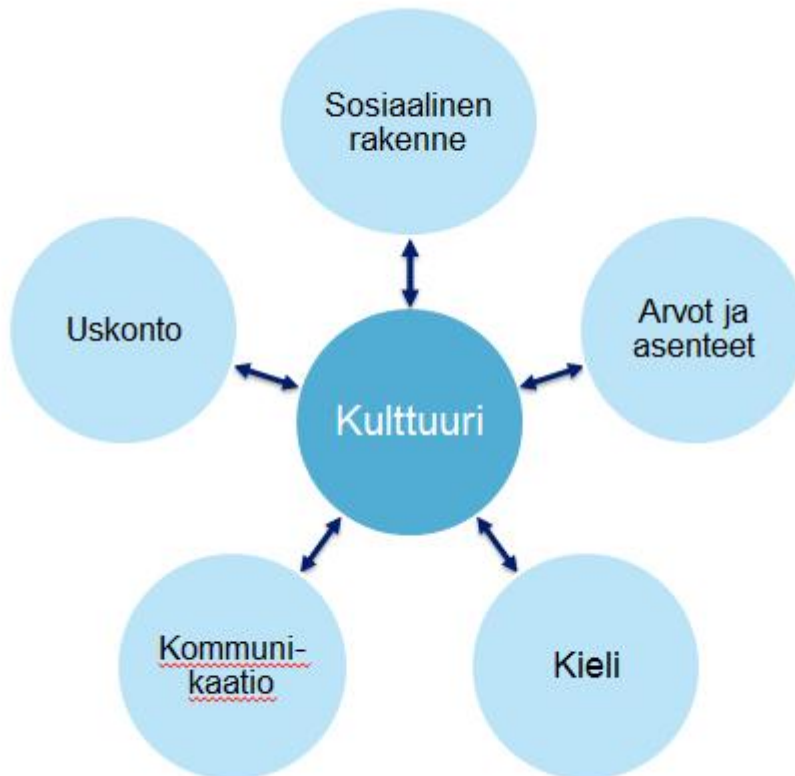 Sosiaalinen
rakenne
Uskonto
Arvot ja
asenteet
Kulttuuri
Kommuni-
kaatio
Kieli